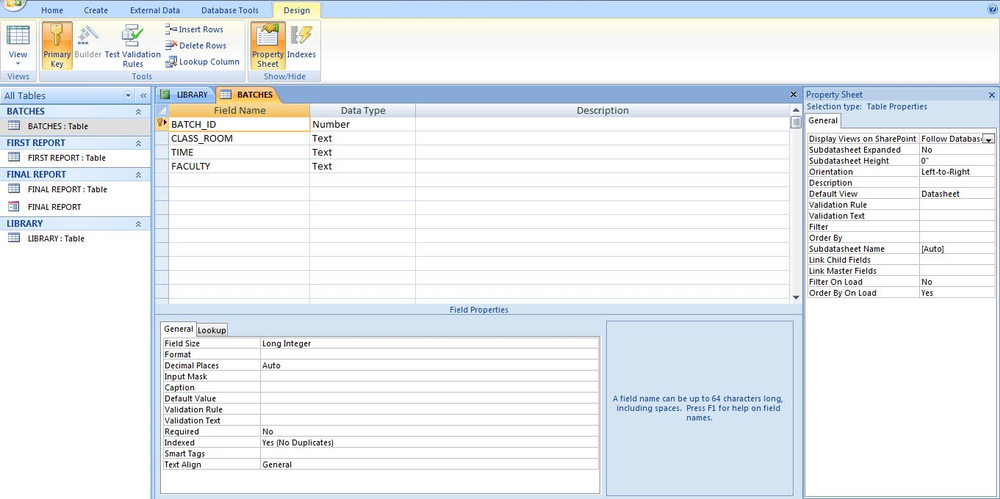 Home Create External Data Database Tools Design
View
Views
Primary Key
Builder
Test Validation Rules
Insert Rows
Delete Rows
Lookup Column
Tools
Property Sheet
Indexes
Show/Hide
All Tables
BATCHES
BATCHES : Table
FIRST REPORT
FIRST REPORT : Table
FINAL REPORT
FINAL REPORT : Table
FINAL REPORT
LIBRARY
LIBRARY : Table
LIBRARY BATCHES
Field Name Data Type Description
BATCH_ID Number
CLASS_ROOM Text
TIME Text
FACULTY Text
Field Properties
General Lookup
Field Size Long Integer
Format
Decimal Places Auto
Input Mask
Caption
Default Value
Validation Rule
Validation Text
Required No
Indexed Yes (No Duplicates)
Smart Tags
Text Align General
A field name can be up to 64 characters long,
including spaces. Press F1 for help on field
names.
Property Sheet
Selection type: Table Properties
General
Display Views on SharePoint Follow Databas
Subdatasheet Expanded No
Subdatasheet Height 0"
Orientation Left-to-Right
Description
Default View Datasheet
Validation Rule
Validation Text
Filter
Order By
Subdatasheet Name [Auto]
Link Child Fields
Link Master Fields
Filter On Load No
Order By On Load Yes